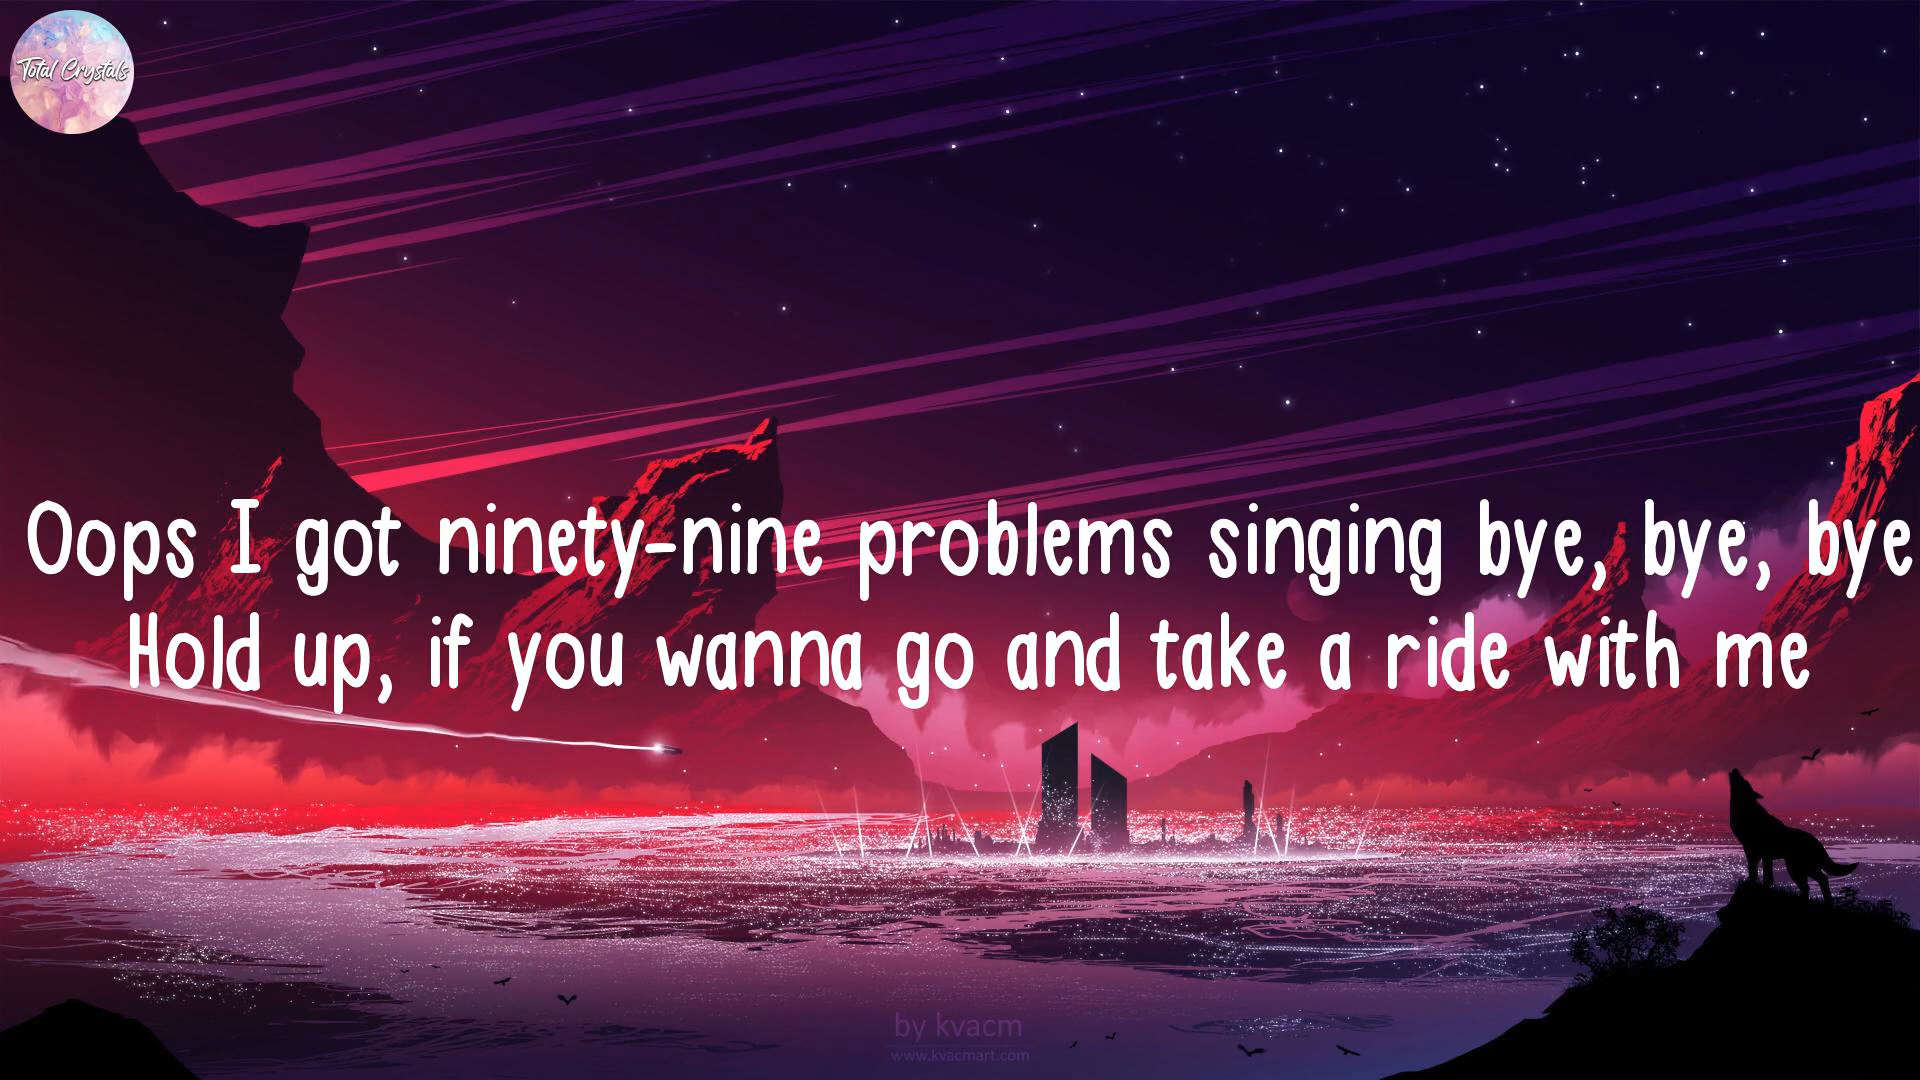 Total Crystals
Oops I got ninety-nine problems singing bye, bye, bye
Hold up, if you wanna go and take a ride with me
by kvacm
www.kvacmart.com